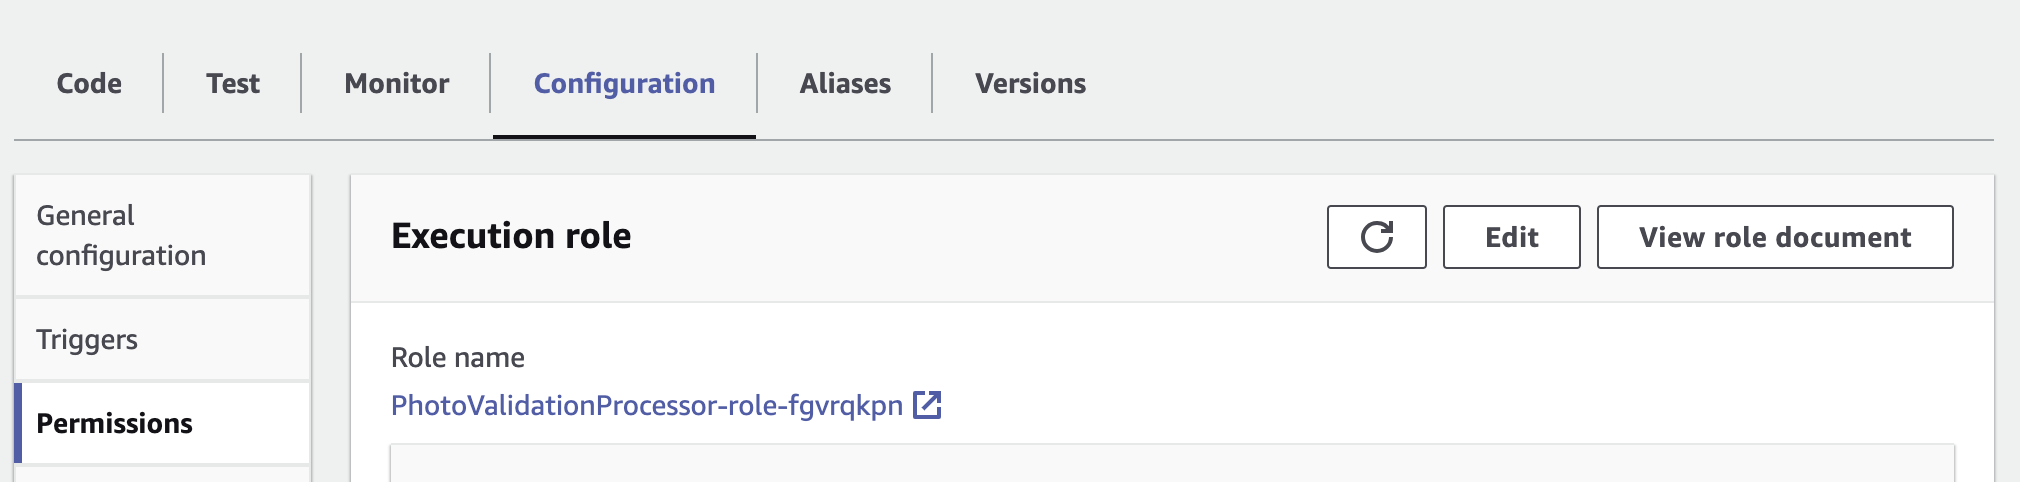 Code Test Monitor Configuration Aliases Versions
General
configuration
Triggers
Permissions
Execution role
Edit
View role document
Role name
PhotoValidationProcessor-role-fgvrqkpn